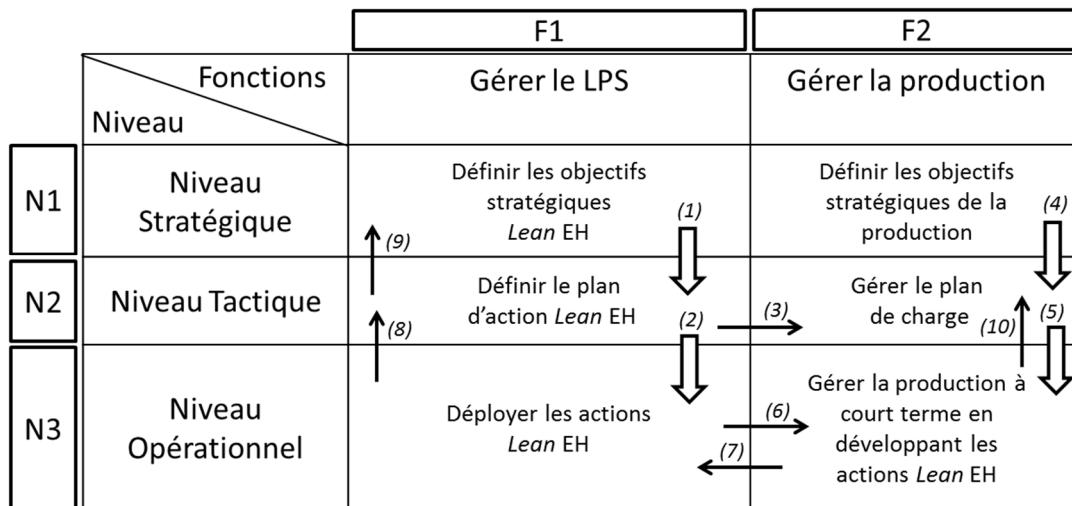 F1
F2
Fonctions
Niveau
Gérer le LPS
Gérer la production
N1
Niveau
Stratégique
Définir les objectifs
stratégiques
Lean EH
(1)
(9)
Définir les objectifs
stratégiques de la
production
(4)
N2
Niveau Tactique
Définir le plan
d'action Lean EH
(8)
(2)
(3)
Gérer le plan
de charge
(10)
(5)
N3
Niveau
Opérationnel
Déployer les actions
Lean EH
(6)
(7)
Gérer la production à
court terme en
développant les
actions Lean EH